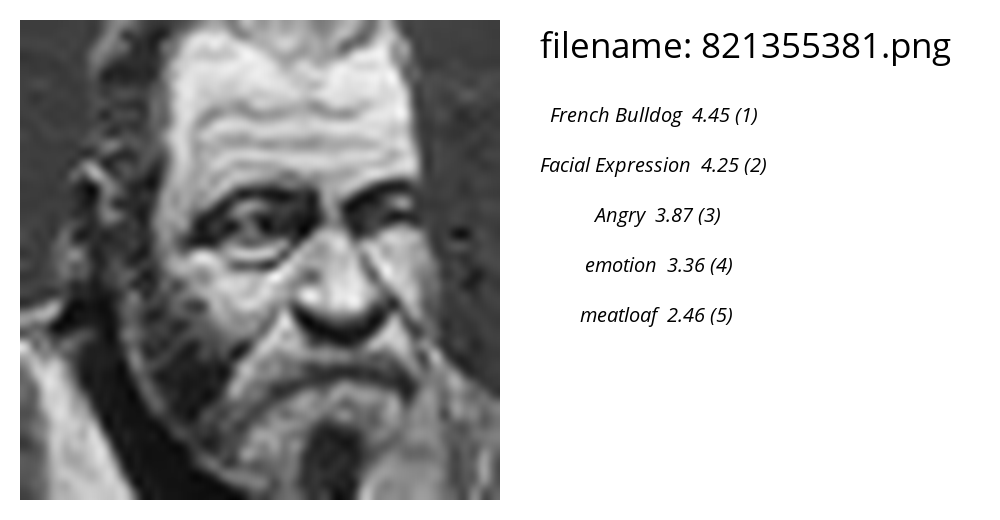 filename: 821355381.png
French Bulldog 4.45 (1)
Facial Expression 4.25 (2)
Angry 3.87 (3)
emotion 3.36 (4)
meatloaf 2.46 (5)